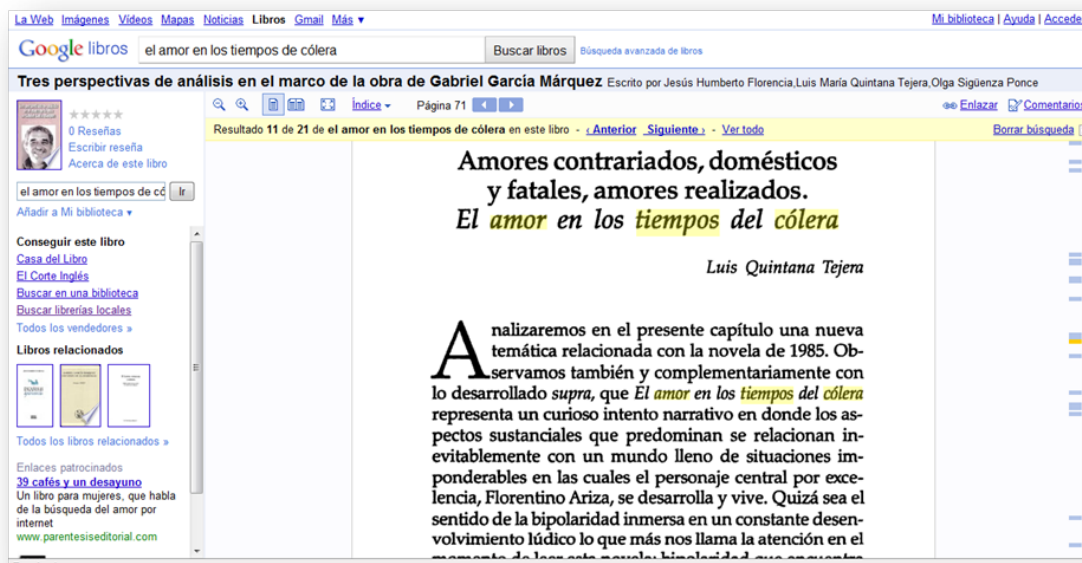 La Web Imágenes Vídeos Mapas Noticias Libros Gmail Más ▼ Mi biblioteca | Ayuda | Accede
Google libros el amor en los tiempos de cólera Buscar libros Búsqueda avanzada de libros
Tres perspectivas de análisis en el marco de la obra de Gabriel García Márquez Escrito por Jesús Humberto Florencia,Luis María Quintana Tejera,Olga Sigüenza Ponce
0 Reseñas
Escribir reseña
Acerca de este libro
el amor en los tiempos de có Ir
Añadir a Mi biblioteca ▾
Conseguir este libro
Casa del Libro
El Corte Inglés
Buscar en una biblioteca
Buscar librerías locales
Todos los vendedores »
Libros relacionados
Todos los libros relacionados »
Enlaces patrocinados
39 cafés y un desayuno
Un libro para mujeres, que habla
de la búsqueda del amor por
internet
www.parentesiseditorial.com
Índice Página 71 Enlazar Comentarios
Resultado 11 de 21 de el amor en los tiempos de cólera en este libro - ‹ Anterior Siguiente › - Ver todo Borrar búsqueda
Amores contrariados, domésticos
y fatales, amores realizados.
El amor en los tiempos del cólera
Luis Quintana Tejera
Analizaremos en el presente capítulo una nueva
temática relacionada con la novela de 1985. Ob-
servamos también y complementariamente con
lo desarrollado supra, que El amor en los tiempos del cólera
representa un curioso intento narrativo en donde los as-
pectos sustanciales que predominan se relacionan in-
evitablemente con un mundo lleno de situaciones im-
ponderables en las cuales el personaje central por exce-
lencia, Florentino Ariza, se desarrolla y vive. Quizá sea el
sentido de la bipolaridad inmersa en un constante desen-
volvimiento lúdico lo que más nos llama la atención en el
momento de leer esta novela: bipolaridad que encuentra